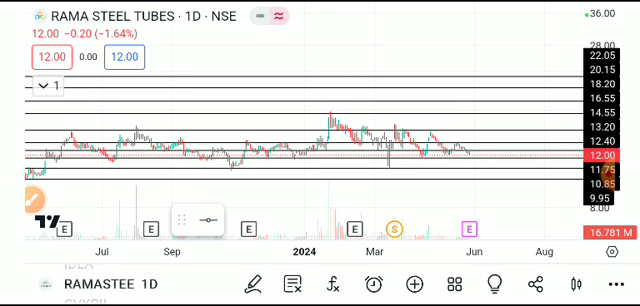 RAMA STEEL TUBES · 1D · NSE
36.00
12.00 −0.20 (−1.64%)
28.00
12.00 0.00 12.00
22.05
20.15
1
18.20
16.55
14.55
13.20
12.40
12.00
11.75
10.85
9.95
8.00
E E E E S E
16.781 M
Jul Sep 2024 Mar Jun Aug
RAMASTEE 1D